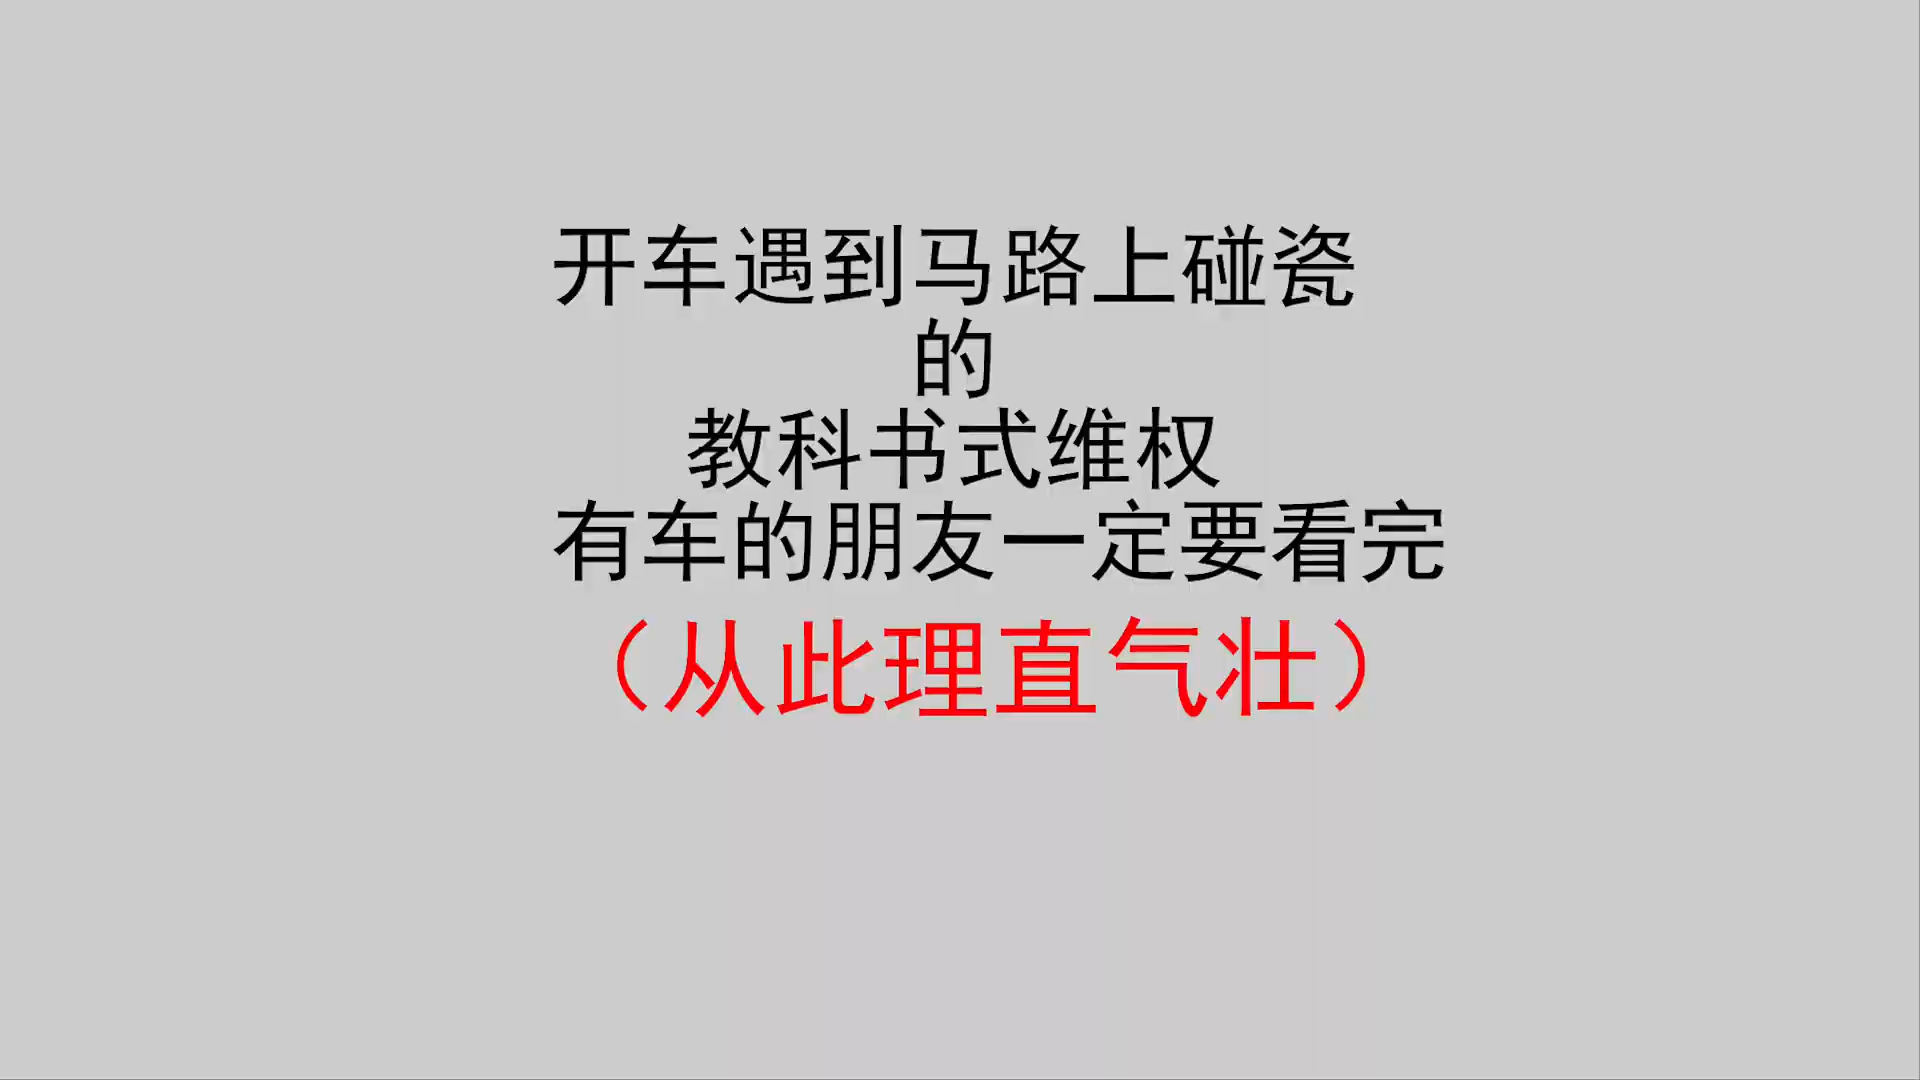 开车遇到马路上碰瓷
的
教科书式维权
有车的朋友一定要看完
（从此理直气壮）